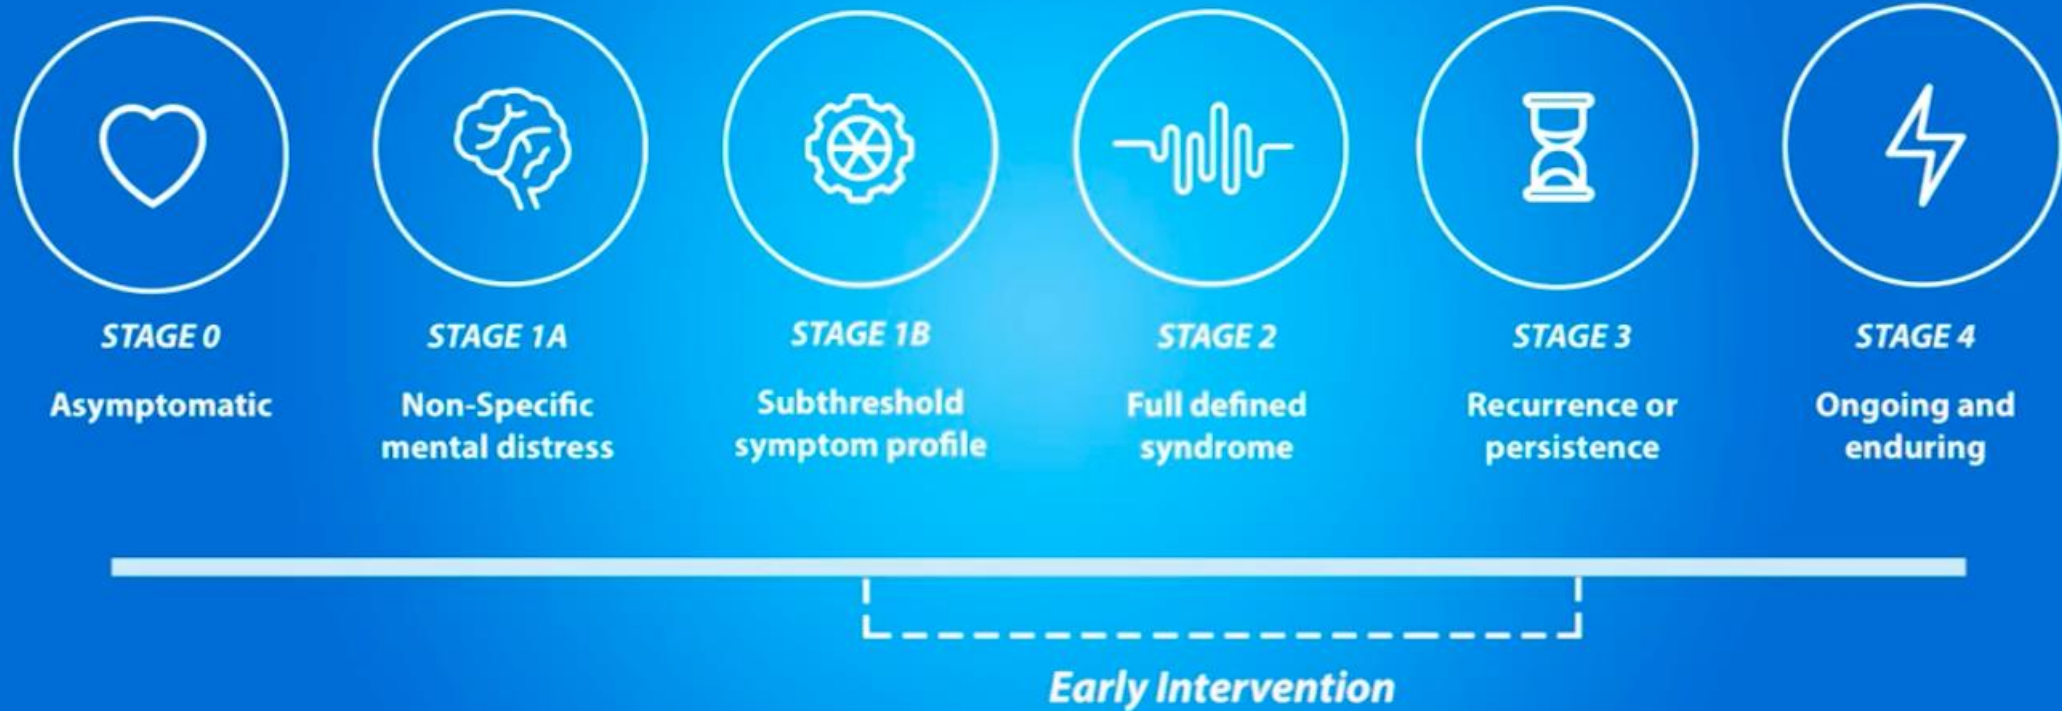 STAGE 0
Asymptomatic
STAGE 1A
Non-Specific
mental distress
STAGE 1B
Subthreshold
symptom profile
STAGE 2
Full defined
syndrome
STAGE 3
Recurrence or
persistence
STAGE 4
Ongoing and
enduring
Early Intervention